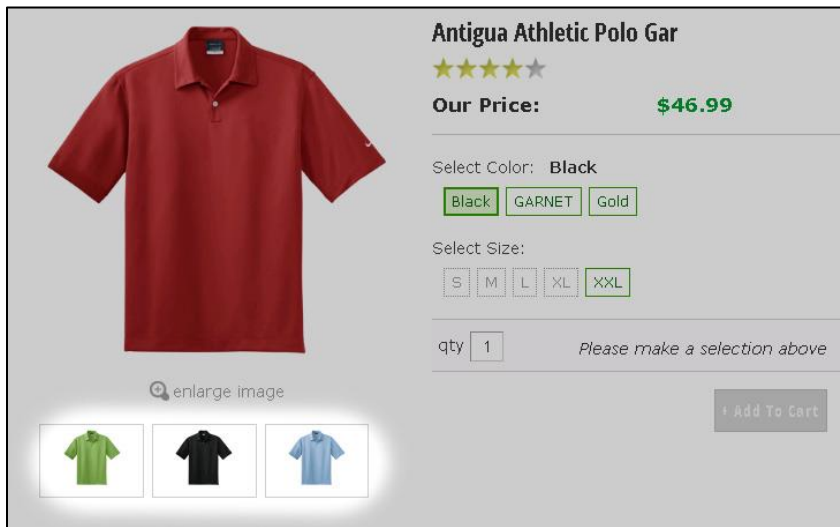 Antigua Athletic Polo Gar
Our Price: $46.99
Select Color: Black
Black GARNET Gold
Select Size:
S M L XL XXL
qty 1 Please make a selection above
enlarge image
+ Add To Cart